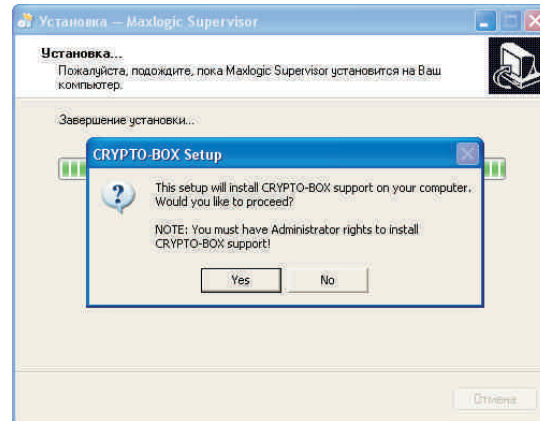 Установка — Maxlogic Supervisor
Установка...
Пожалуйста, подождите, пока Maxlogic Supervisor установится на Ваш
компьютер.
Завершение установки...
CRYPTO-BOX Setup
This setup will install CRYPTO-BOX support on your computer.
Would you like to proceed?
NOTE: You must have Administrator rights to install
CRYPTO-BOX support!
Yes
No
Отмена